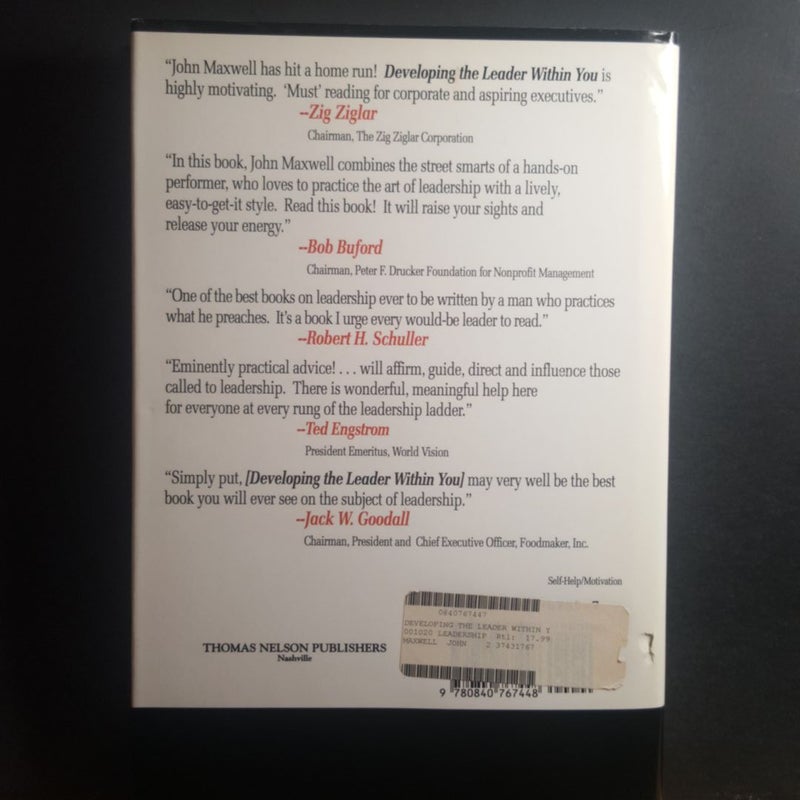 “John Maxwell has hit a home run!  Developing the Leader Within You is
highly motivating.  ‘Must’ reading for corporate and aspiring executives.”
--Zig Ziglar
Chairman, The Zig Ziglar Corporation
“In this book, John Maxwell combines the street smarts of a hands-on
performer, who loves to practice the art of leadership with a lively,
easy-to-get-it style.  Read this book!  It will raise your sights and
release your energy.”
--Bob Buford
Chairman, Peter F. Drucker Foundation for Nonprofit Management
“One of the best books on leadership ever to be written by a man who practices
what he preaches.  It’s a book I urge every would-be leader to read.”
--Robert H. Schuller
“Eminently practical advice! . . . will affirm, guide, direct and influence those
called to leadership.  There is wonderful, meaningful help here
for everyone at every rung of the leadership ladder.”
--Ted Engstrom
President Emeritus, World Vision
“Simply put, [Developing the Leader Within You] may very well be the best
book you will ever see on the subject of leadership.”
--Jack W. Goodall
Chairman, President and Chief Executive Officer, Foodmaker, Inc.
Self-Help/Motivation
0840767447
DEVELOPING THE LEADER WITHIN Y
001020 LEADERSHIP Rtl: 17.99
MAXWELL JOHN 2 37431767
THOMAS NELSON PUBLISHERS
Nashville
9 780840 767448